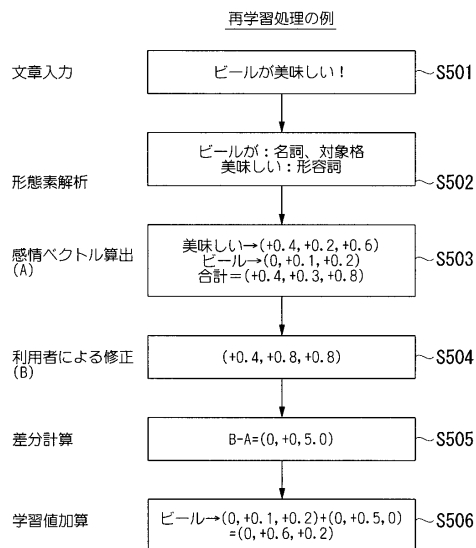 再学習処理の例
文章入力
ビールが美味しい！
S501
形態素解析
ビールが：名詞、対象格
美味しい：形容詞
S502
感情ベクトル算出
(A)
美味しい→(+0.4,+0.2,+0.6)
ビール→(0,+0.1,+0.2)
合計＝(+0.4,+0.3,+0.8)
S503
利用者による修正
(B)
(+0.4,+0.8,+0.8)
S504
差分計算
B-A=(0,+0,5.0)
S505
学習値加算
ビール→(0,+0.1,+0.2)+(0,+0.5,0)
=(0,+0.6,+0.2)
S506